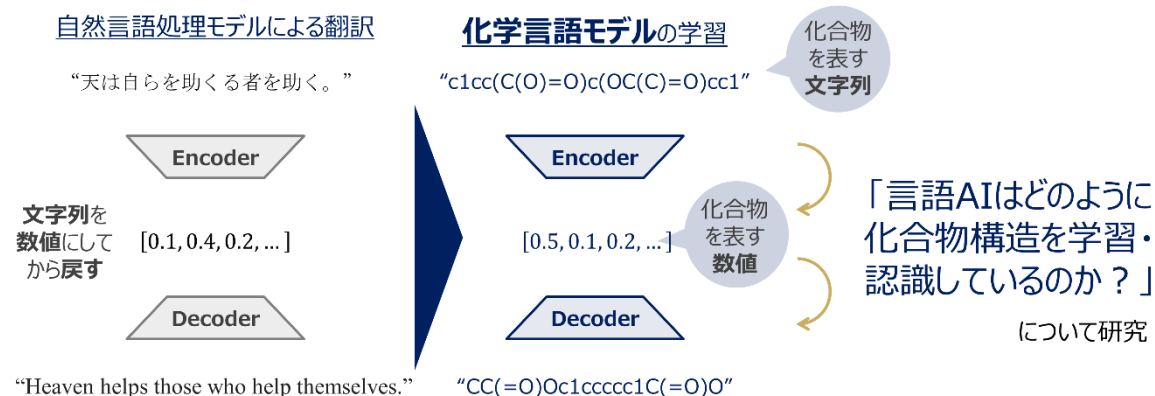 自然言語処理モデルによる翻訳
“天は自らを助くる者を助く。”
Encoder
文字列を
数値にして
から戻す
[0.1, 0.4, 0.2, ... ]
Decoder
“Heaven helps those who help themselves.”
化学言語モデルの学習
“c1cc(C(O)=O)c(OC(C)=O)cc1”
化合物
を表す
文字列
Encoder
[0.5, 0.1, 0.2, ... ]
化合物
を表す
数値
Decoder
“CC(=O)Oc1ccccc1C(=O)O”
「言語AIはどのように
化合物構造を学習・
認識しているのか？」
について研究